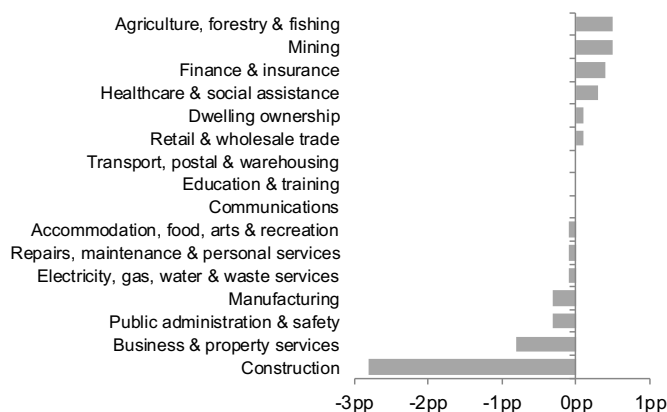 Agriculture, forestry & fishing
Mining
Finance & insurance
Healthcare & social assistance
Dwelling ownership
Retail & wholesale trade
Transport, postal & warehousing
Education & training
Communications
Accommodation, food, arts & recreation
Repairs, maintenance & personal services
Electricity, gas, water & waste services
Manufacturing
Public administration & safety
Business & property services
Construction
-3pp -2pp -1pp 0pp 1pp